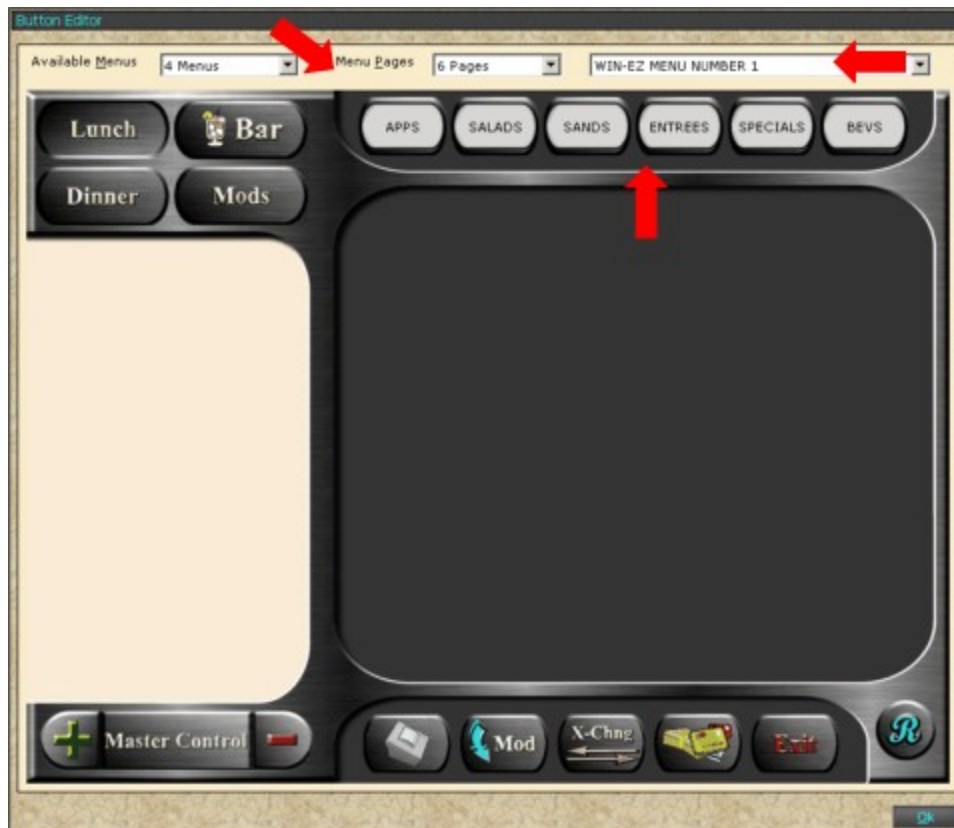 Button Editor
Available Menus 4 Menus Menu Pages 6 Pages WIN-EZ MENU NUMBER 1
Lunch Bar APPS SALADS SANDS ENTREES SPECIALS BEVS
Dinner Mods
Master Control Mod X-Chng Exit R
Ok